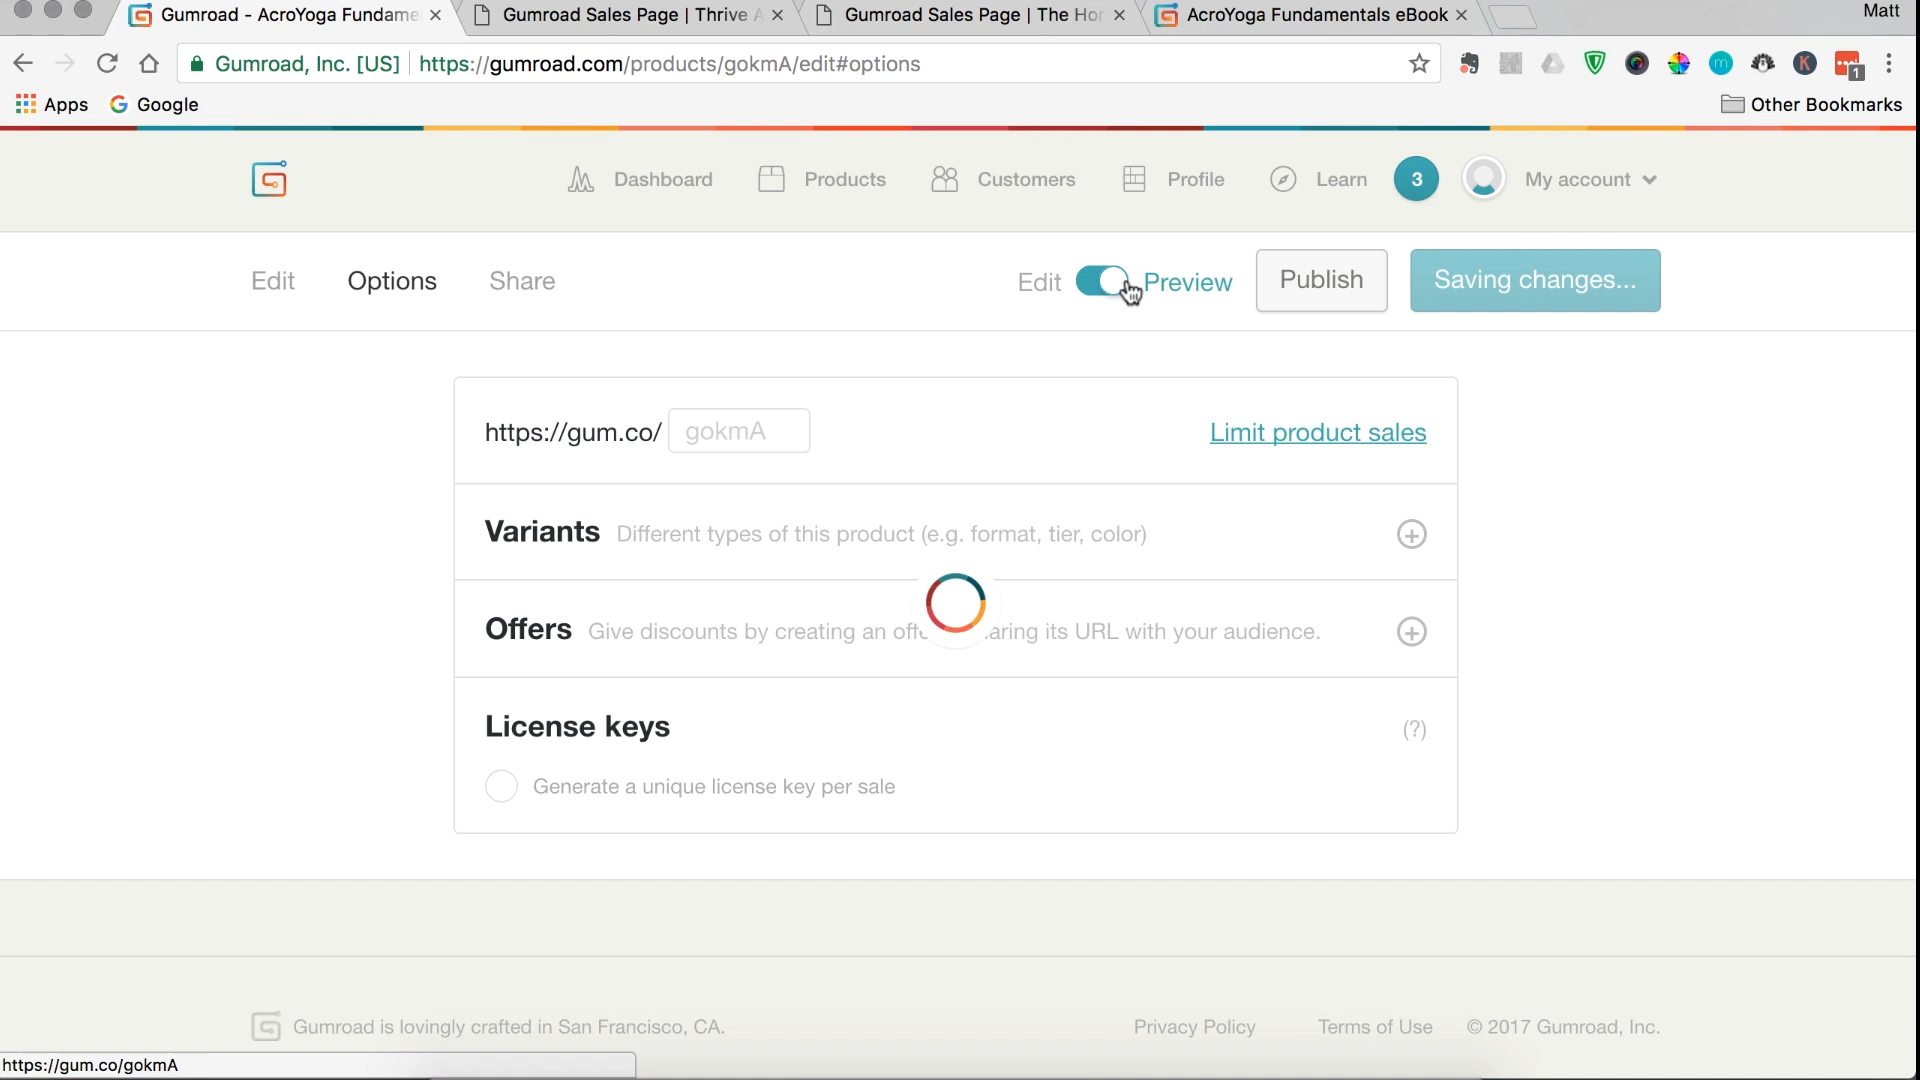 Matt
Gumroad - AcroYoga Fundame
Gumroad Sales Page | Thrive A
Gumroad Sales Page | The Hor
AcroYoga Fundamentals eBook
Gumroad, Inc. [US] https://gumroad.com/products/gokmA/edit#options
m
K
1
Apps Google Other Bookmarks
Dashboard Products Customers Profile Learn 3 My account
Edit Options Share Edit Preview Publish Saving changes...
https://gum.co/ gokmA Limit product sales
Variants Different types of this product (e.g. format, tier, color)
Offers Give discounts by creating an offe aring its URL with your audience.
License keys (?)
Generate a unique license key per sale
Gumroad is lovingly crafted in San Francisco, CA. Privacy Policy Terms of Use © 2017 Gumroad, Inc.
https://gum.co/gokmA